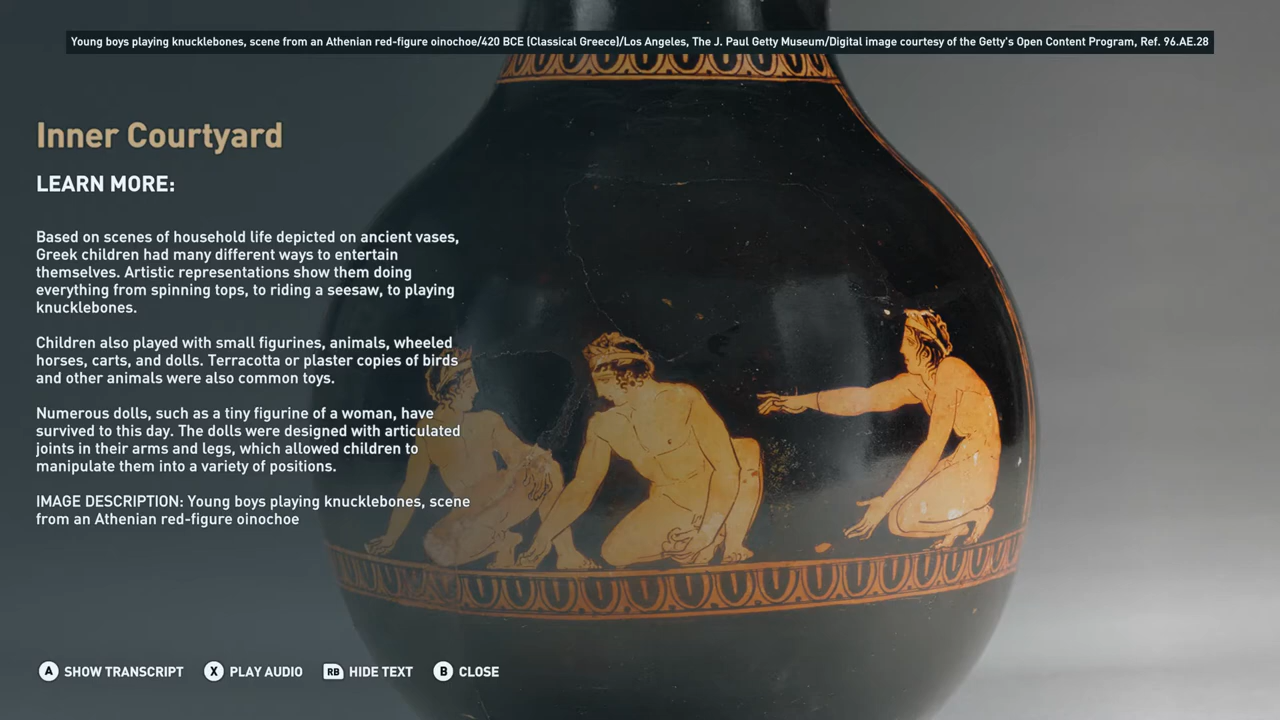 Young boys playing knucklebones, scene from an Athenian red-figure oinochoe/420 BCE (Classical Greece)/Los Angeles, The J. Paul Getty Museum/Digital image courtesy of the Getty's Open Content Program, Ref. 96.AE.28
Inner Courtyard
LEARN MORE:
Based on scenes of household life depicted on ancient vases,
Greek children had many different ways to entertain
themselves. Artistic representations show them doing
everything from spinning tops, to riding a seesaw, to playing
knucklebones.
Children also played with small figurines, animals, wheeled
horses, carts, and dolls. Terracotta or plaster copies of birds
and other animals were also common toys.
Numerous dolls, such as a tiny figurine of a woman, have
survived to this day. The dolls were designed with articulated
joints in their arms and legs, which allowed children to
manipulate them into a variety of positions.
IMAGE DESCRIPTION: Young boys playing knucklebones, scene
from an Athenian red-figure oinochoe
A SHOW TRANSCRIPT X PLAY AUDIO RB HIDE TEXT B CLOSE